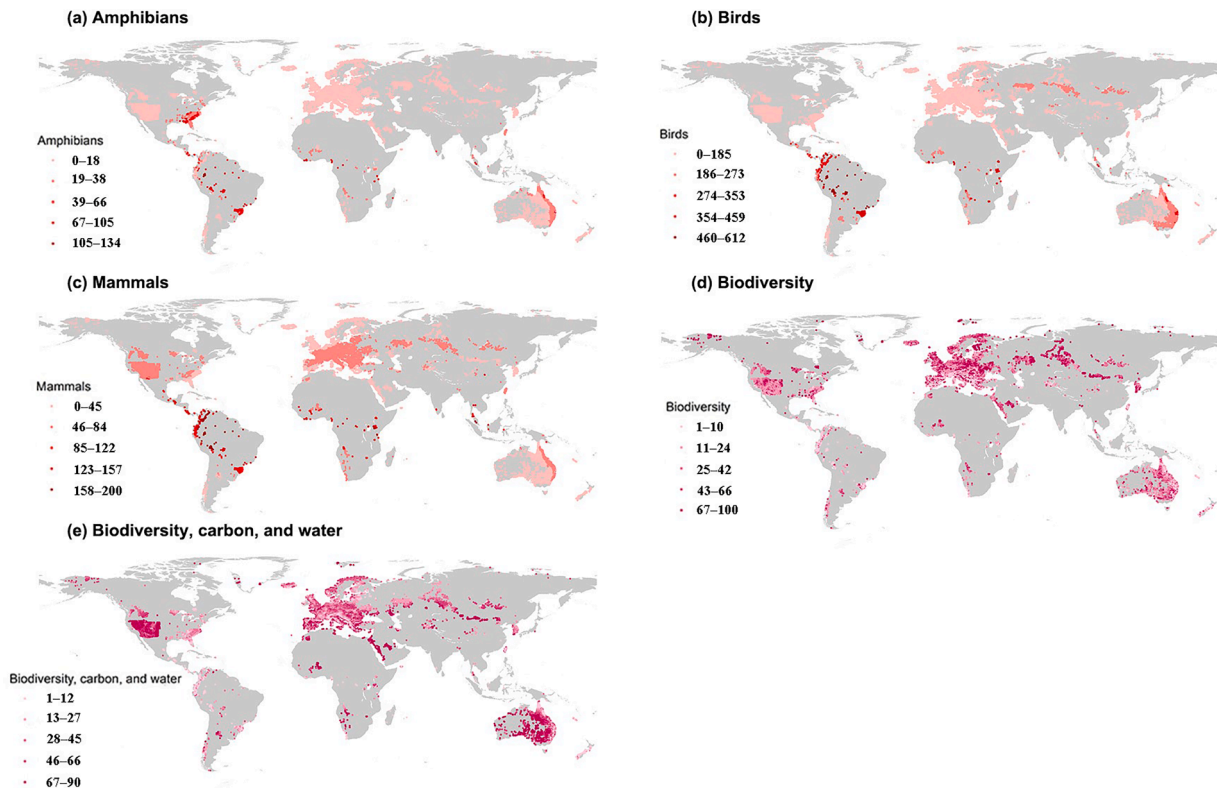 (a) Amphibians
Amphibians
0–18
19–38
39–66
67–105
105–134
(b) Birds
Birds
0–185
186–273
274–353
354–459
460–612
(c) Mammals
Mammals
0–45
46–84
85–122
123–157
158–200
(d) Biodiversity
Biodiversity
1–10
11–24
25–42
43–66
67–100
(e) Biodiversity, carbon, and water
Biodiversity, carbon, and water
1–12
13–27
28–45
46–66
67–90